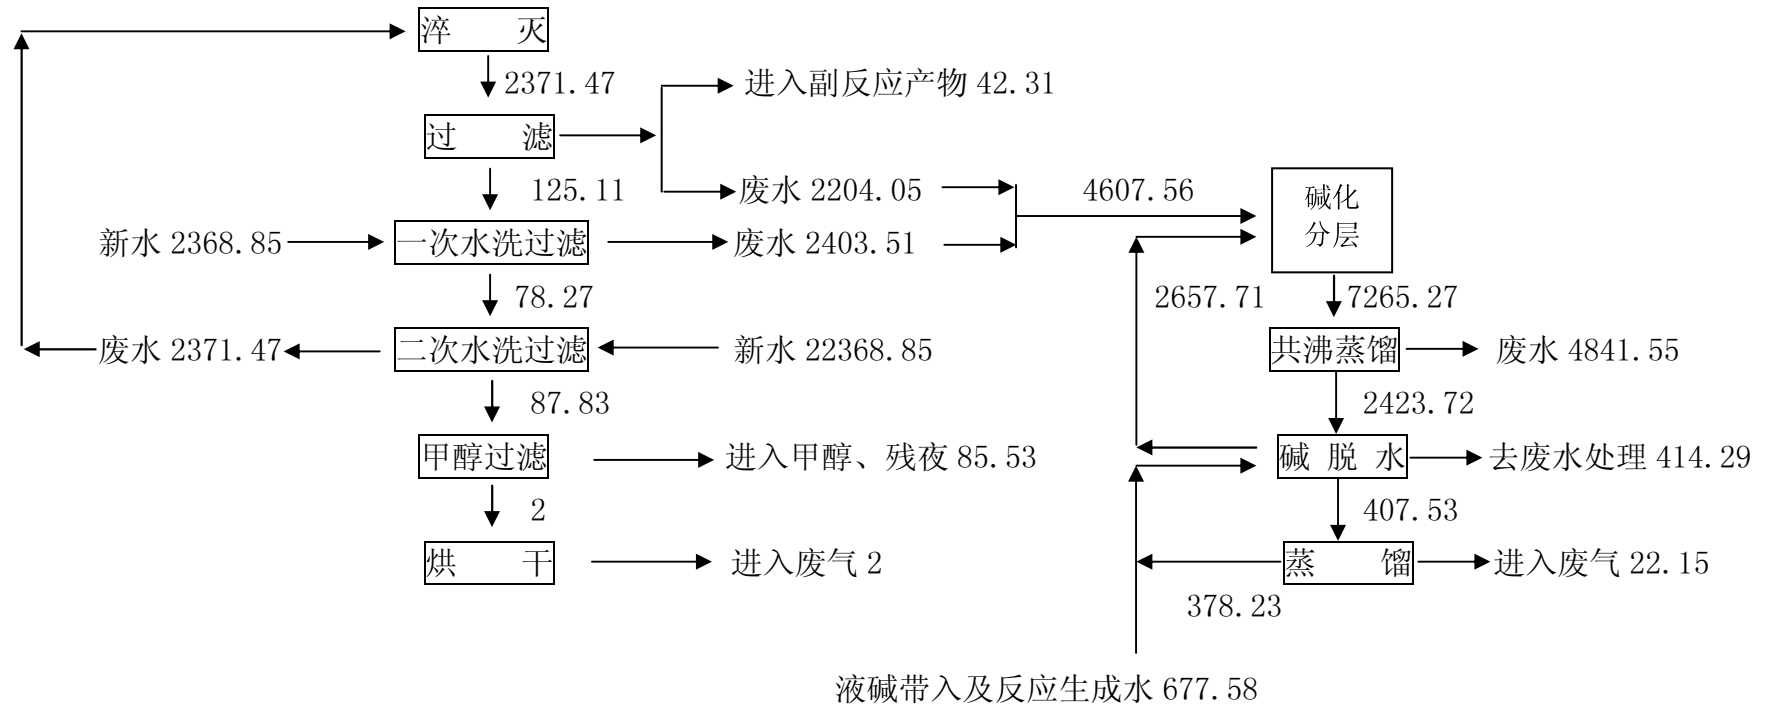 淬 灭
2371.47
进入副反应产物 42.31
过 滤
125.11
废水 2204.05
4607.56
碱化
分层
新水 2368.85
一次水洗过滤
废水 2403.51
78.27
2657.71
7265.27
废水 2371.47
二次水洗过滤
新水 22368.85
共沸蒸馏
废水 4841.55
87.83
2423.72
甲醇过滤
进入甲醇、残夜 85.53
碱 脱 水
去废水处理 414.29
2
407.53
烘 干
进入废气 2
蒸 馏
进入废气 22.15
378.23
液碱带入及反应生成水 677.58